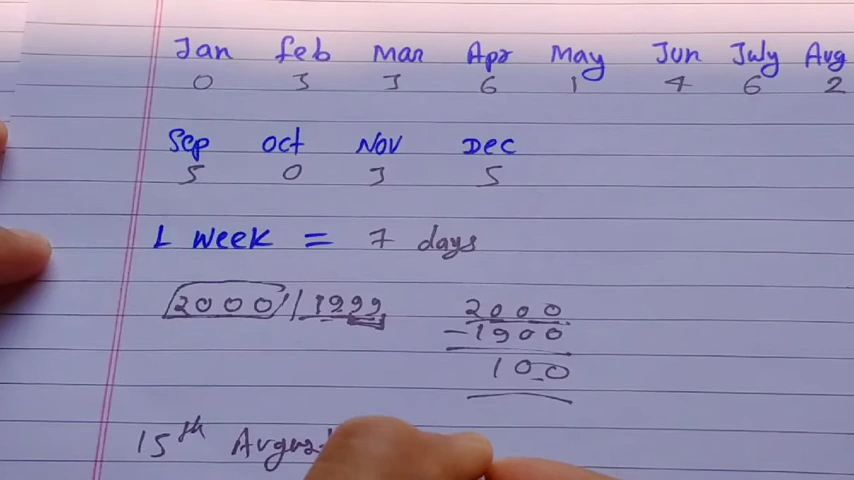 Jan Feb Mar Apr May Jun July Aug
0 3 3 6 1 4 6 2
Sep Oct Nov Dec
5 0 3 5
1 week = 7 days
2000 / 1999 2000
-1900
100
15th August